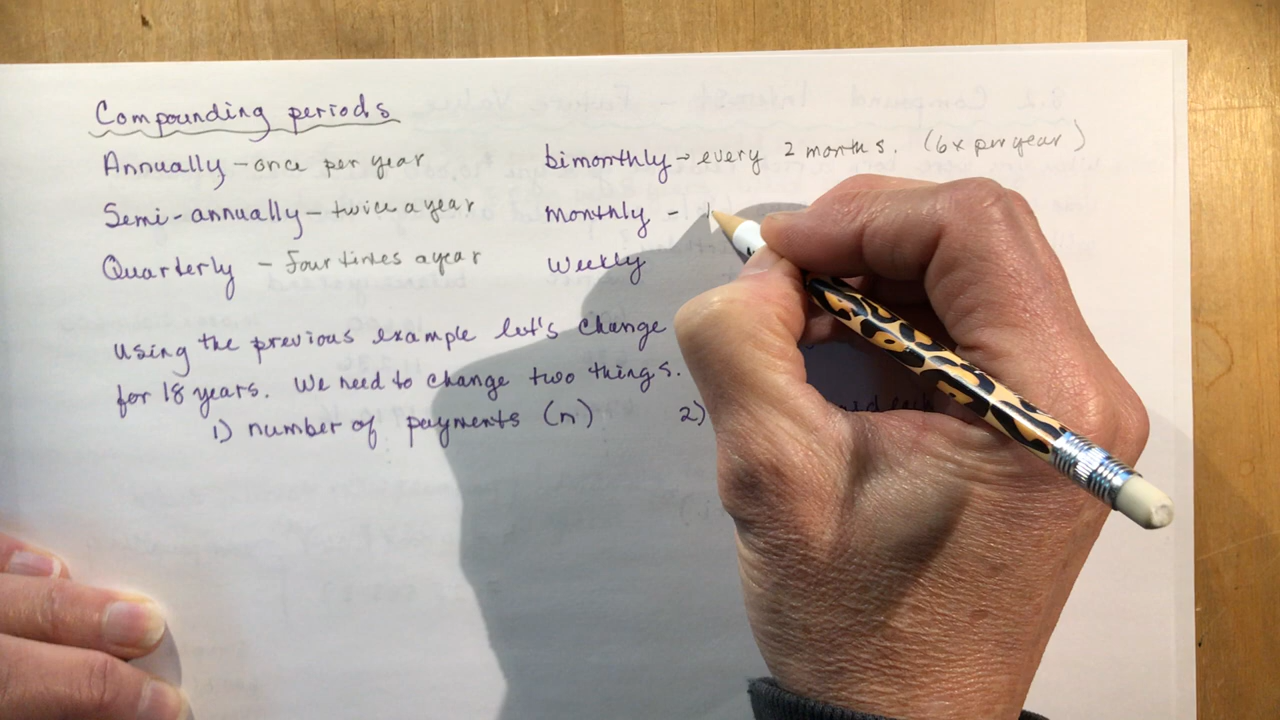 Compounding periods
Annually - once per year
Semi-annually - twice a year
Quarterly - four times a year
bimonthly - every 2 months. (6x per year)
monthly -
Weekly
using the previous example let's change
for 18 years. We need to change two things.
1) number of payments (n) 2)